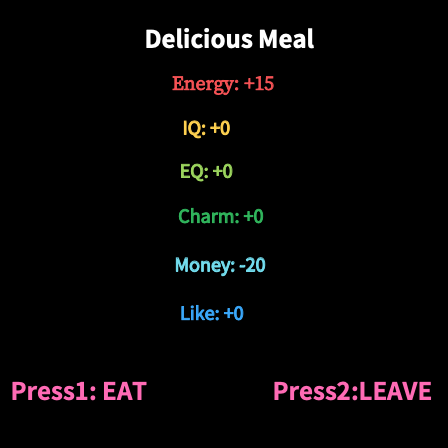 Delicious Meal
Energy: +15
IQ: +0
EQ: +0
Charm: +0
Money: -20
Like: +0
Press1: EAT
Press2:LEAVE